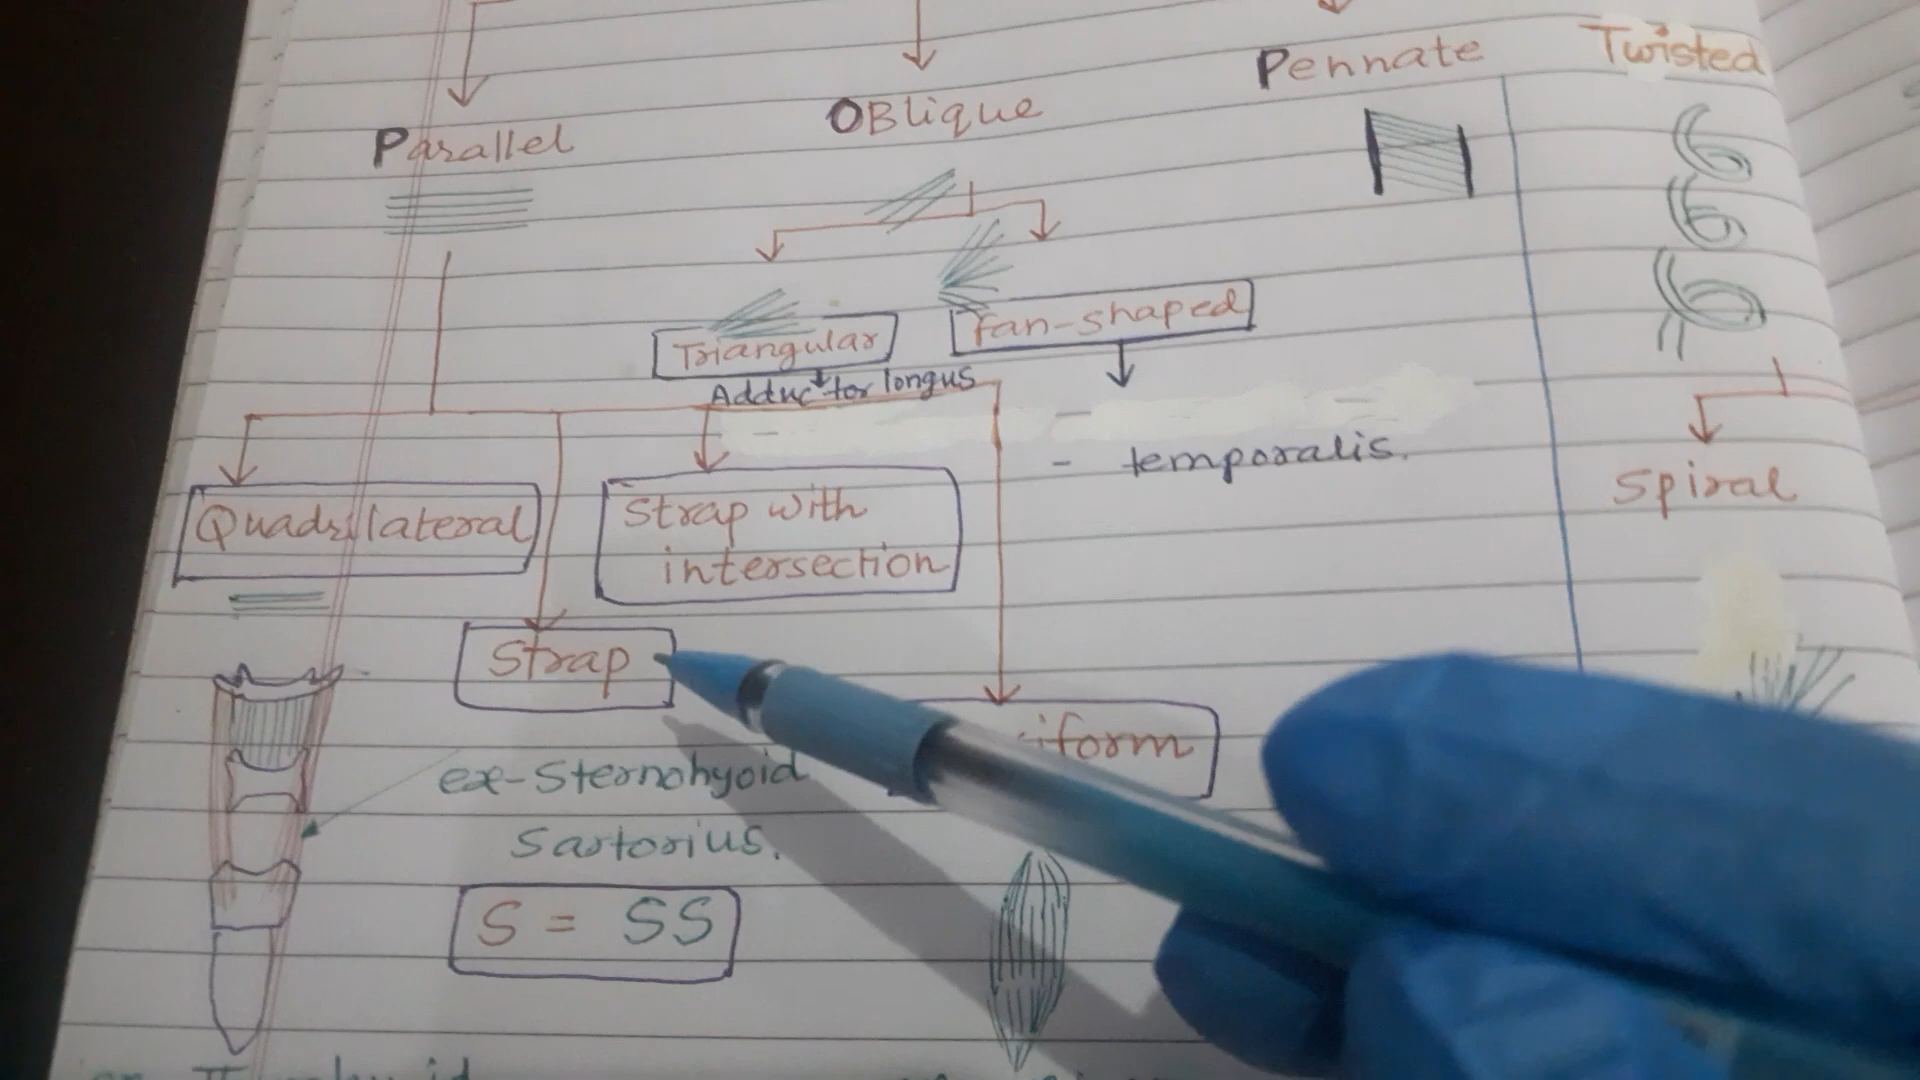 Parallel
OBlique
Pennate
Twisted
Triangular
fan-shaped
Adductor longus
- temporalis.
Spiral
Quadrilateral
Strap with
intersection
Strap
iform
ex-Sternohyoid
Sartorius.
S = SS